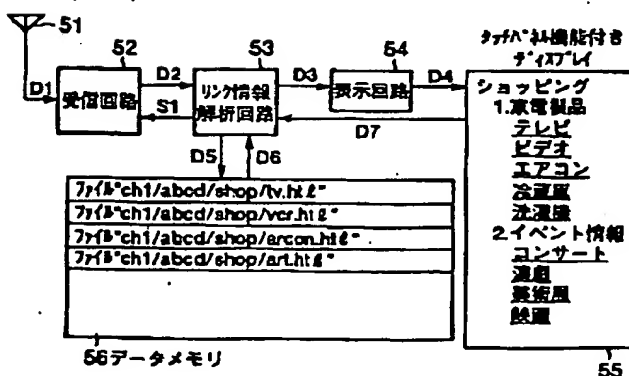 51
52
53
54
タッチパネル機能付き
ディスプレイ
D1
受信回路
D2
S1
リンク情報
解析回路
D3
表示回路
D4
D7
D5
D6
ショッピング
1.家電製品
テレビ
ビデオ
エアコン
冷蔵庫
洗濯機
2.イベント情報
コンサート
演劇
美術展
映画
ファイル"ch1/abcd/shop/tv.htℓ"
ファイル"ch1/abcd/shop/vcr.htℓ"
ファイル"ch1/abcd/shop/arcon.htℓ"
ファイル"ch1/abcd/shop/art.htℓ"
56データメモリ
55